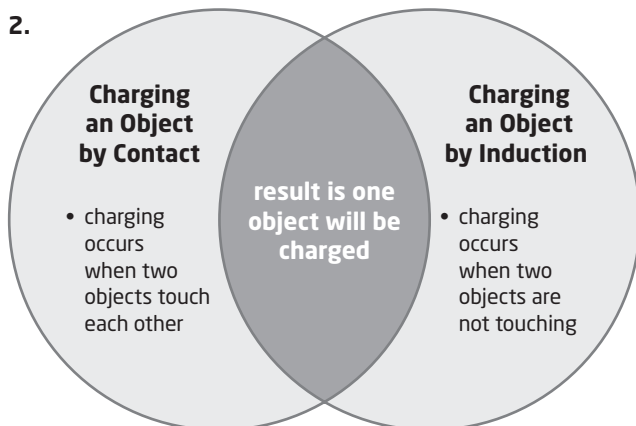 2.
Charging
an Object
by Contact
• charging
occurs
when two
objects touch
each other
result is one
object will be
charged
Charging
an Object
by Induction
• charging
occurs
when two
objects are
not touching